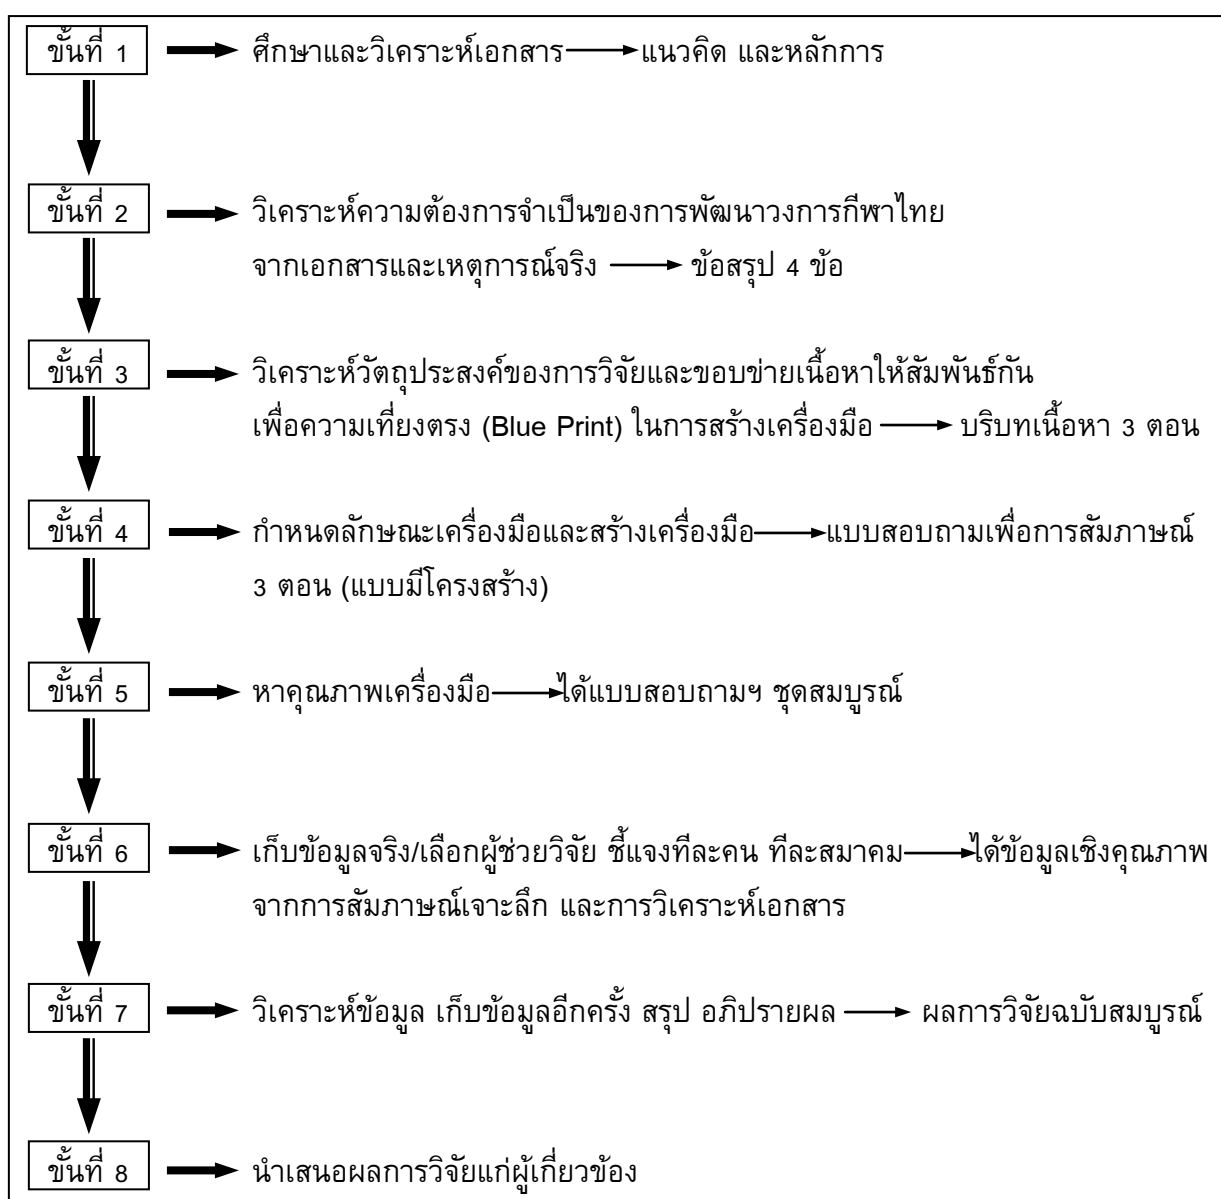 ขั้นที่ 1 ศึกษาและวิเคราะห์เอกสาร แนวคิด และหลักการ
ขั้นที่ 2 วิเคราะห์ความต้องการจำเป็นของการพัฒนาวงการกีฬาไทย
จากเอกสารและเหตุการณ์จริง ข้อสรุป 4 ข้อ
ขั้นที่ 3 วิเคราะห์วัตถุประสงค์ของการวิจัยและขอบข่ายเนื้อหาให้สัมพันธ์กัน
เพื่อความเที่ยงตรง (Blue Print) ในการสร้างเครื่องมือ บริบทเนื้อหา 3 ตอน
ขั้นที่ 4 กำหนดลักษณะเครื่องมือและสร้างเครื่องมือ แบบสอบถามเพื่อการสัมภาษณ์
3 ตอน (แบบมีโครงสร้าง)
ขั้นที่ 5 หาคุณภาพเครื่องมือ ได้แบบสอบถามฯ ชุดสมบูรณ์
ขั้นที่ 6 เก็บข้อมูลจริง/เลือกผู้ช่วยวิจัย ชี้แจงทีละคน ทีละสมาคม ได้ข้อมูลเชิงคุณภาพ
จากการสัมภาษณ์เจาะลึก และการวิเคราะห์เอกสาร
ขั้นที่ 7 วิเคราะห์ข้อมูล เก็บข้อมูลอีกครั้ง สรุป อภิปรายผล ผลการวิจัยฉบับสมบูรณ์
ขั้นที่ 8 นำเสนอผลการวิจัยแก่ผู้เกี่ยวข้อง